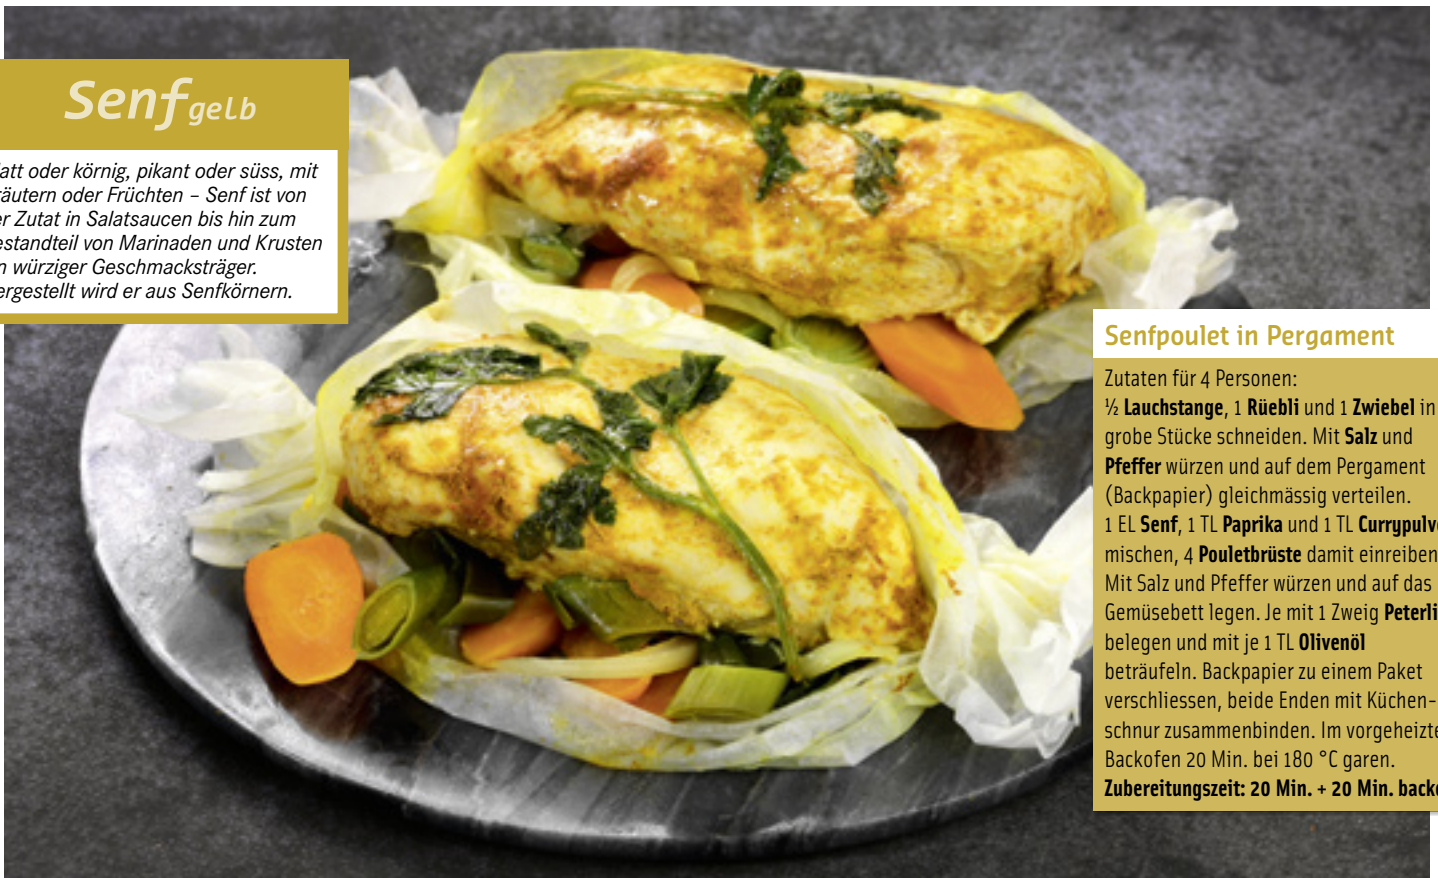 Senf gelb
att oder körnig, pikant oder süss, mit
räutern oder Früchten – Senf ist von
er Zutat in Salatsaucen bis hin zum
estandteil von Marinaden und Krusten
n würziger Geschmacksträger.
ergestellt wird er aus Senfkörnern.
Senfpoulet in Pergament
Zutaten für 4 Personen:
½ Lauchstange, 1 Rüebli und 1 Zwiebel in
grobe Stücke schneiden. Mit Salz und
Pfeffer würzen und auf dem Pergament
(Backpapier) gleichmässig verteilen.
1 EL Senf, 1 TL Paprika und 1 TL Currypulv
mischen, 4 Pouletbrüste damit einreiben
Mit Salz und Pfeffer würzen und auf das
Gemüsebett legen. Je mit 1 Zweig Peterli
belegen und mit je 1 TL Olivenöl
beträufeln. Backpapier zu einem Paket
verschliessen, beide Enden mit Küchen-
schnur zusammenbinden. Im vorgeheizte
Backofen 20 Min. bei 180 °C garen.
Zubereitungszeit: 20 Min. + 20 Min. back